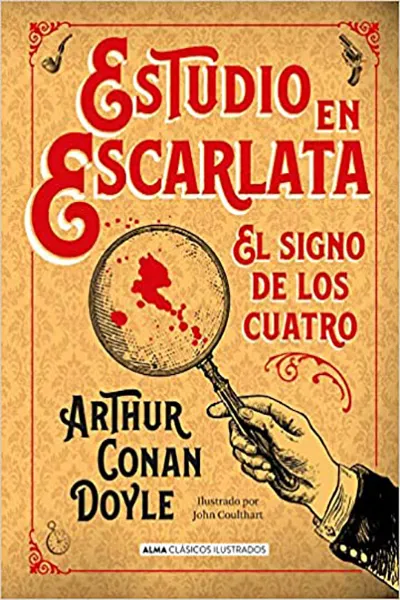 ESTUDIO
EN
ESCARLATA
EL SIGNO
DE LOS
CUATRO
ARTHUR
CONAN
DOYLE
Ilustrado por
John Coulthart
ALMA CLÁSICOS ILUSTRADOS